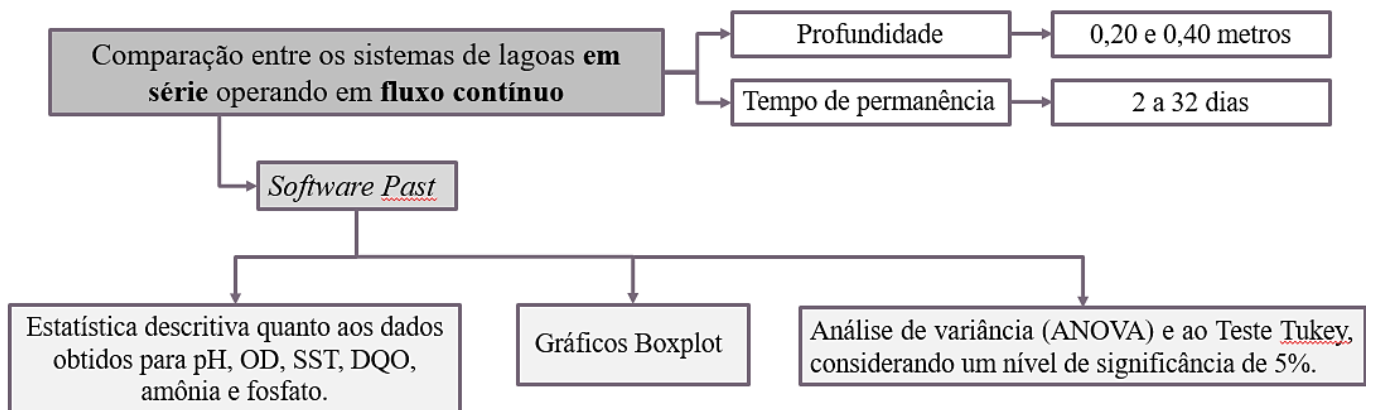 Comparação entre os sistemas de lagoas em
série operando em fluxo contínuo
Profundidade
0,20 e 0,40 metros
Tempo de permanência
2 a 32 dias
Software Past
Estatística descritiva quanto aos dados
obtidos para pH, OD, SST, DQO,
amônia e fosfato.
Gráficos Boxplot
Análise de variância (ANOVA) e ao Teste Tukey,
considerando um nível de significância de 5%.